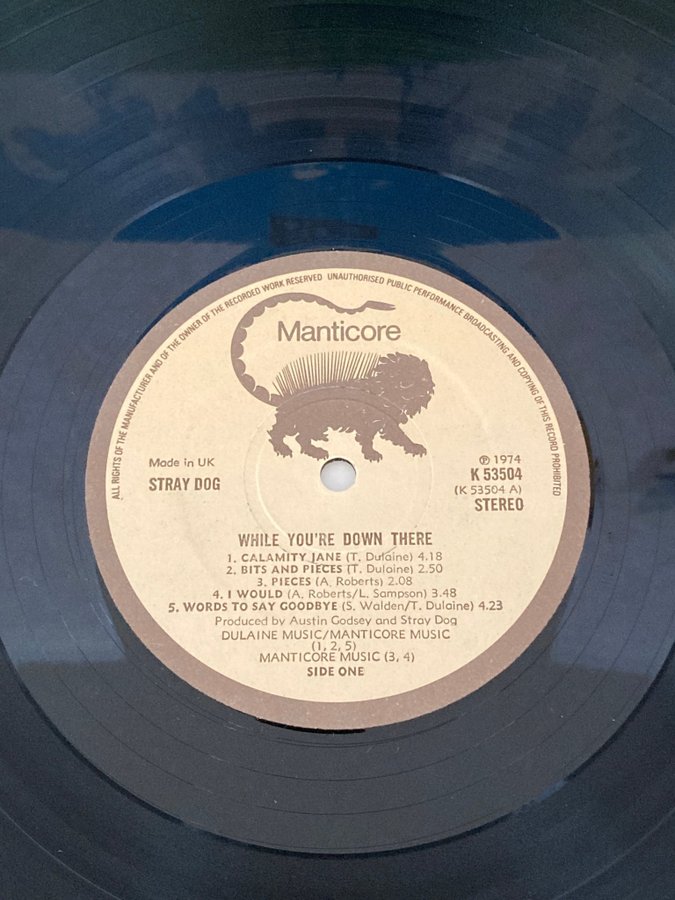 ALL RIGHTS OF THE MANUFACTURER AND OF THE OWNER OF THE RECORDED WORK RESERVED UNAUTHORISED PUBLIC PERFORMANCE BROADCASTING AND COPYING OF THIS RECORD PROHIBITED
Manticore
Made in UK
STRAY DOG
℗ 1974
K 53504
(K 53504 A)
STEREO
WHILE YOU'RE DOWN THERE
1. CALAMITY JANE (T. Dulaine) 4.18
2. BITS AND PIECES (T. Dulaine) 2.50
3. PIECES (A. Roberts) 2.08
4. I WOULD (A. Roberts/L. Sampson) 3.48
5. WORDS TO SAY GOODBYE (S. Walden/T. Dulaine) 4.23
Produced by Austin Godsey and Stray Dog
DULAINE MUSIC/MANTICORE MUSIC
(1, 2, 5)
MANTICORE MUSIC (3, 4)
SIDE ONE